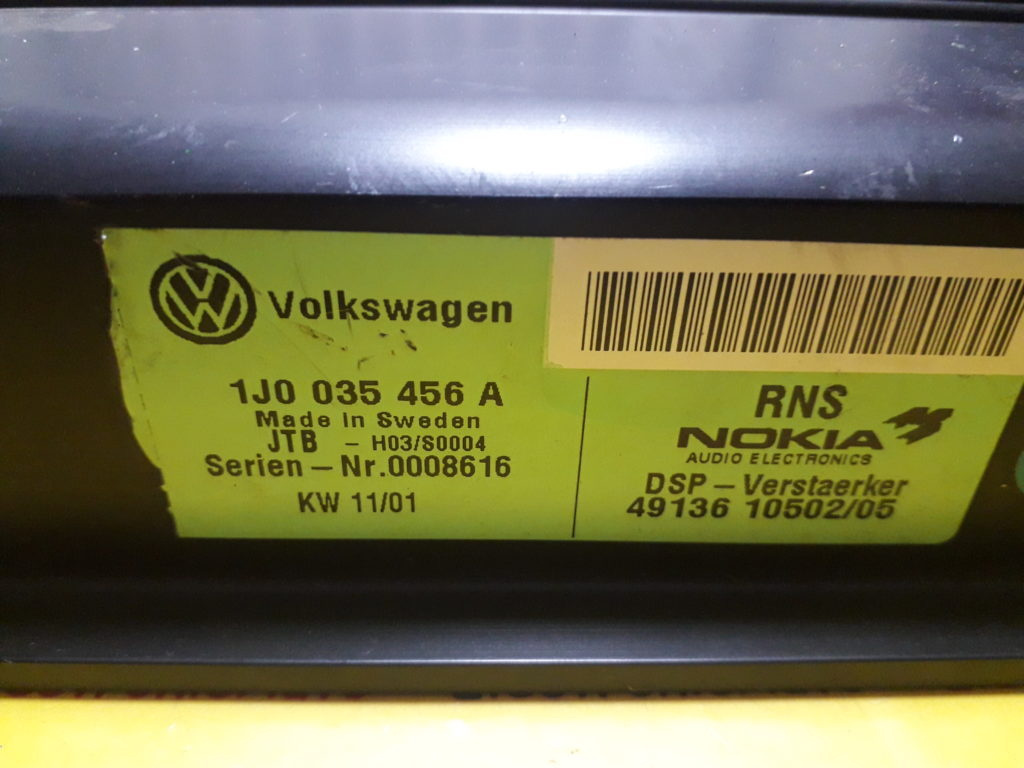 Volkswagen
1J0 035 456 A
Made in Sweden
JTB - H03/S0004
Serien - Nr.0008616
KW 11/01
RNS
NOKIA
AUDIO ELECTRONICS
DSP - Verstaerker
49136 10502/05